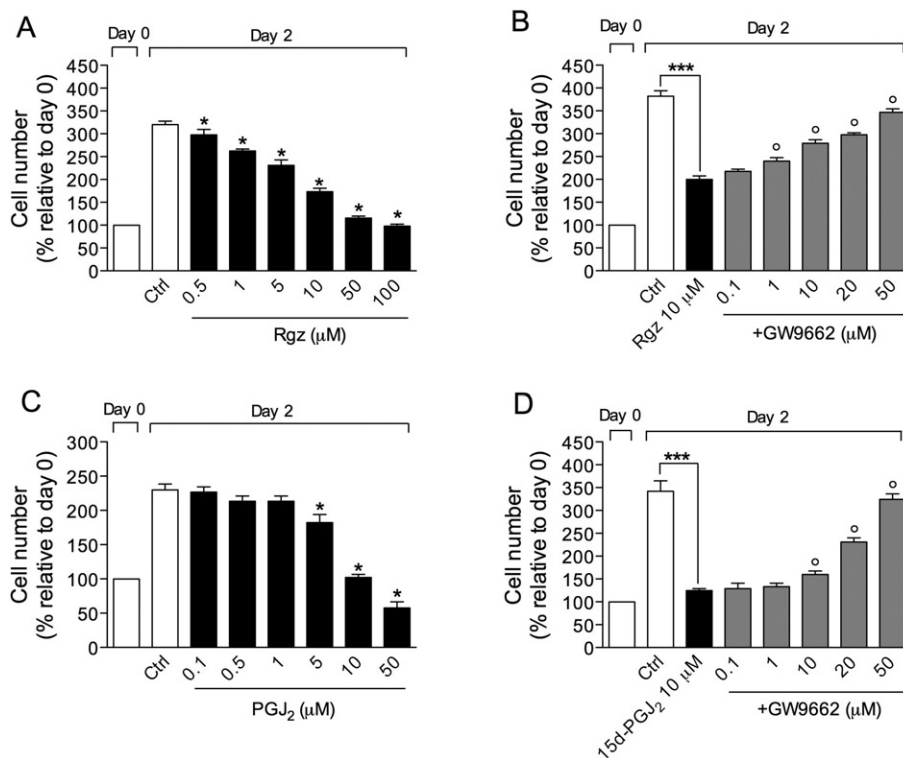 A
Day 0
Day 2
Cell number
(% relative to day 0)
450
400
350
300
250
200
150
100
50
0
*
*
*
*
*
*
Ctrl
0.5
1
5
10
50
100
Rgz (μM)
B
Day 0
Day 2
Cell number
(% relative to day 0)
450
400
350
300
250
200
150
100
50
0
***
°
°
°
°
Ctrl
Rgz 10 μM
0.1
1
10
20
50
+GW9662 (μM)
C
Day 0
Day 2
Cell number
(% relative to day 0)
300
250
200
150
100
50
0
*
*
*
Ctrl
0.1
0.5
1
5
10
50
PGJ₂ (μM)
D
Day 0
Day 2
Cell number
(% relative to day 0)
450
400
350
300
250
200
150
100
50
0
***
°
°
°
Ctrl
15d-PGJ₂ 10 μM
0.1
1
10
20
50
+GW9662 (μM)